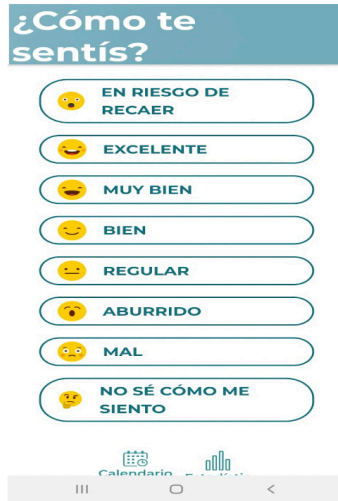 ¿Cómo te
sentís?
EN RIESGO DE
RECAER
EXCELENTE
MUY BIEN
BIEN
REGULAR
ABURRIDO
MAL
NO SÉ CÓMO ME
SIENTO
Calendario